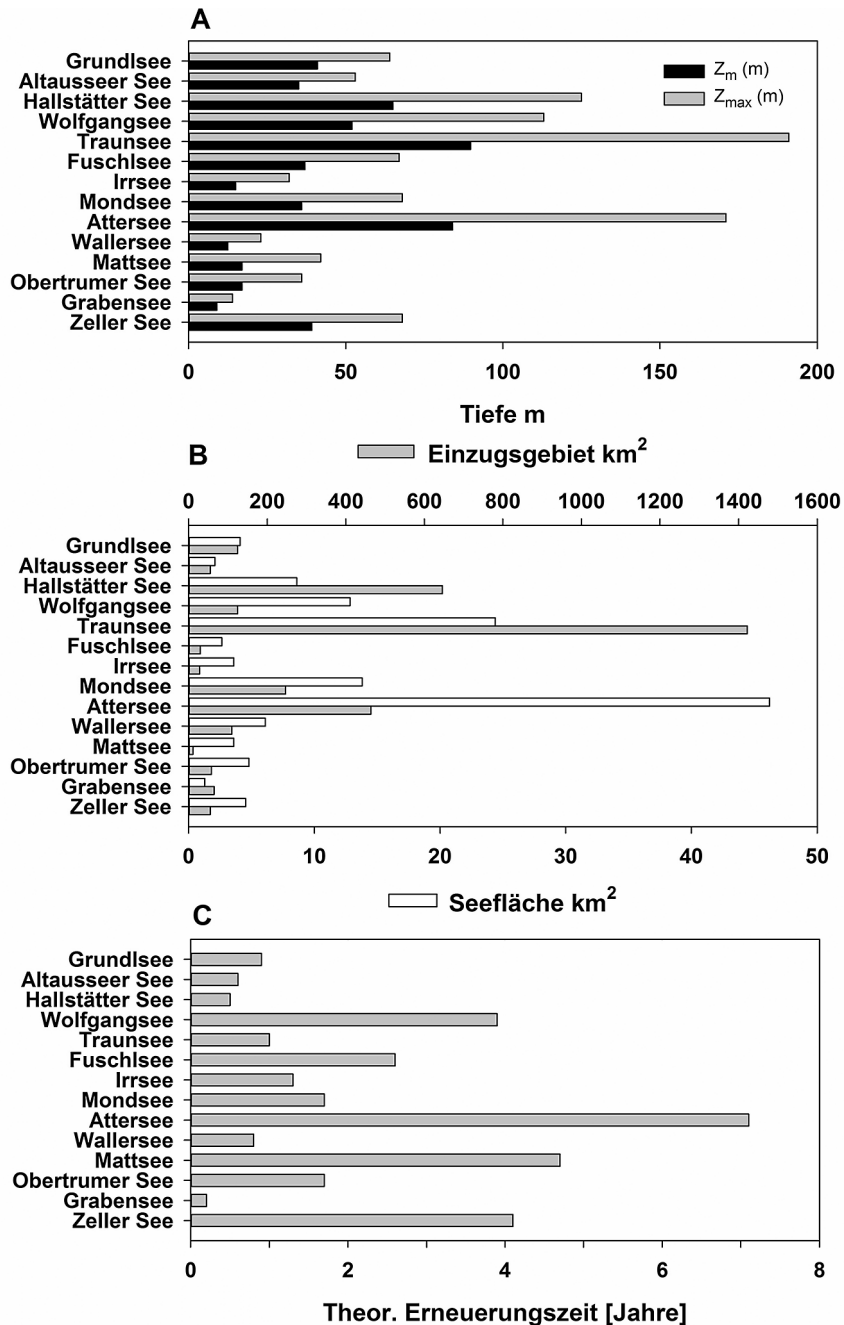 A
Grundlsee
Altausseer See
Hallstätter See
Wolfgangsee
Traunsee
Fuschlsee
Irrsee
Mondsee
Attersee
Wallersee
Mattsee
Obertrumer See
Grabensee
Zeller See
Zm (m)
Zmax (m)
0 50 100 150 200
Tiefe m
B
Einzugsgebiet km2
0 200 400 600 800 1000 1200 1400 1600
Grundlsee
Altausseer See
Hallstätter See
Wolfgangsee
Traunsee
Fuschlsee
Irrsee
Mondsee
Attersee
Wallersee
Mattsee
Obertrumer See
Grabensee
Zeller See
0 10 20 30 40 50
Seefläche km2
C
Grundlsee
Altausseer See
Hallstätter See
Wolfgangsee
Traunsee
Fuschlsee
Irrsee
Mondsee
Attersee
Wallersee
Mattsee
Obertrumer See
Grabensee
Zeller See
0 2 4 6 8
Theor. Erneuerungszeit [Jahre]